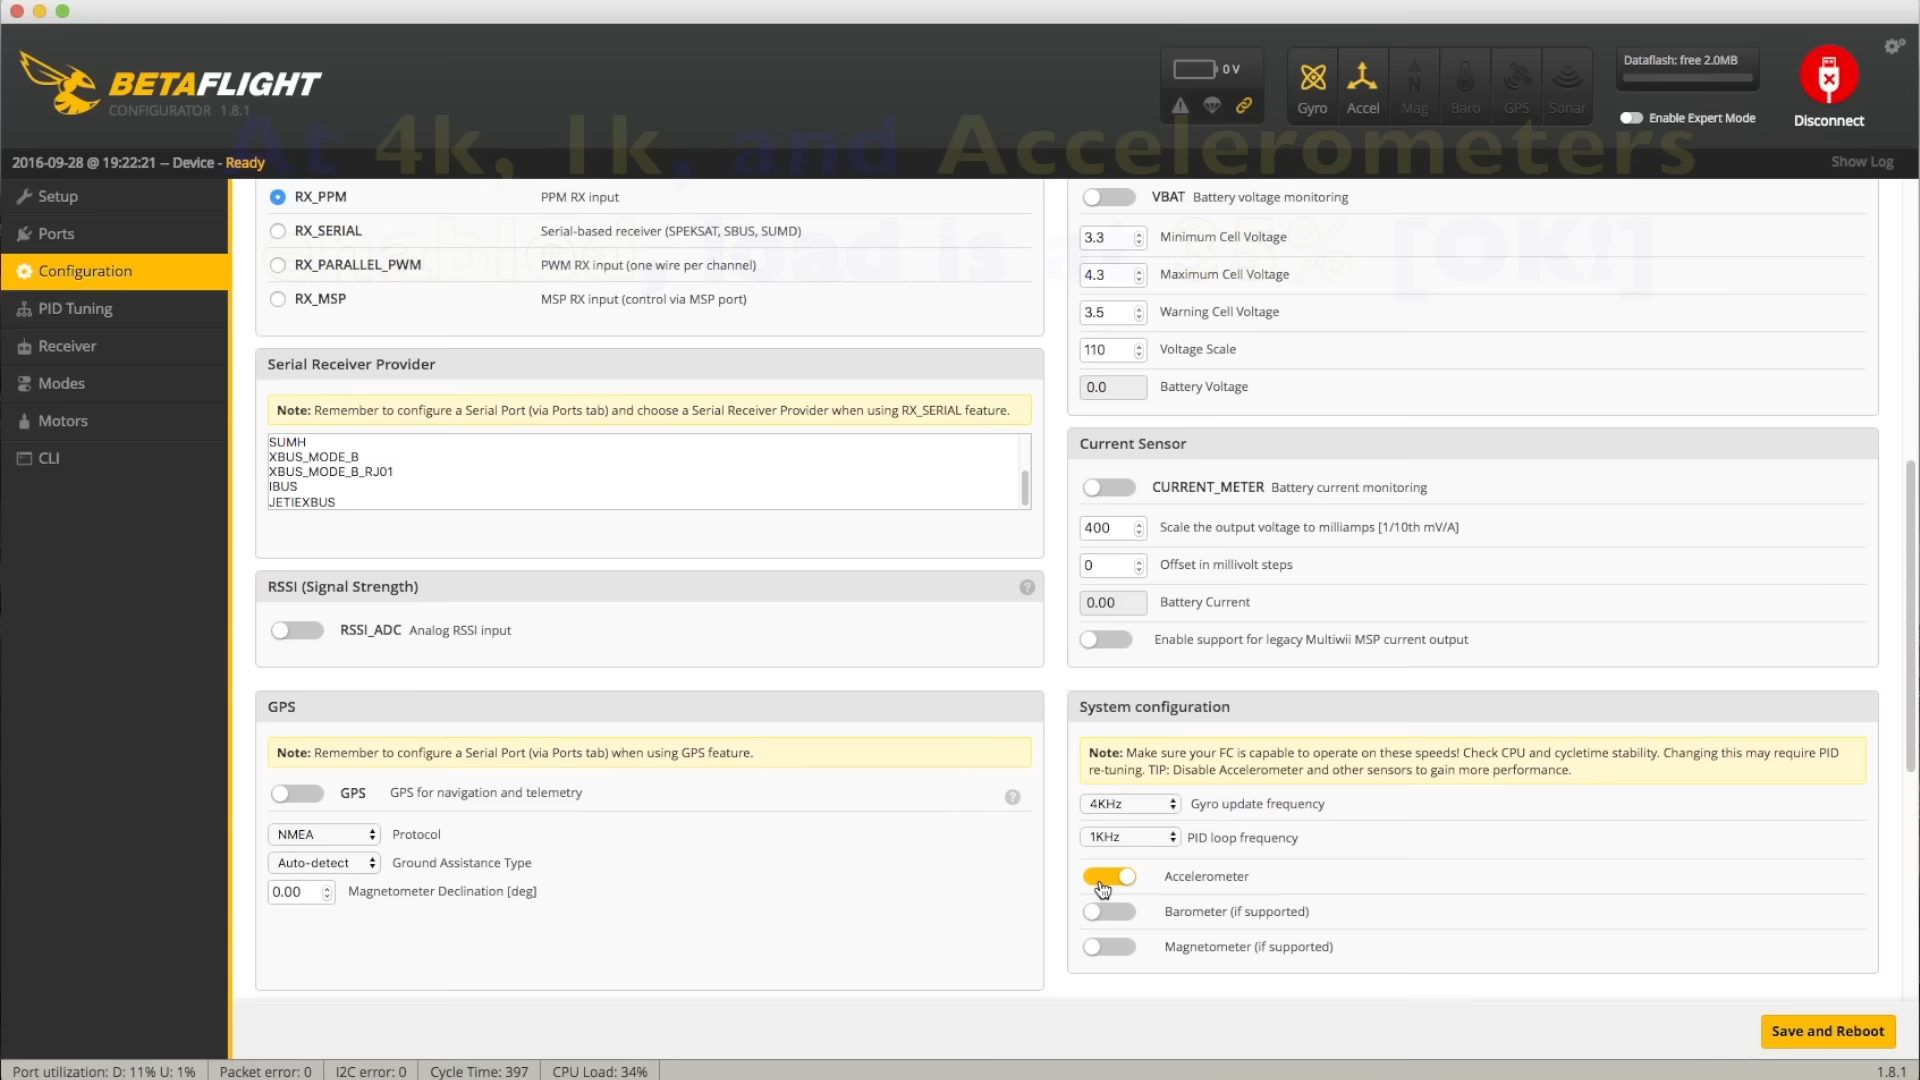 BETAFLIGHT
CONFIGURATOR 1.8.1
0 V
Gyro
Accel
Mag
Baro
GPS
Sonar
Dataflash: free 2.0MB
Enable Expert Mode
Disconnect
At 4k, 1k, and Accelerometers
enabled, load is at 35% [OK!]
2016-09-28 @ 19:22:21 -- Device - Ready
Show Log
Setup
Ports
Configuration
PID Tuning
Receiver
Modes
Motors
CLI
RX_PPM PPM RX input
RX_SERIAL Serial-based receiver (SPEKSAT, SBUS, SUMD)
RX_PARALLEL_PWM PWM RX input (one wire per channel)
RX_MSP MSP RX input (control via MSP port)
Serial Receiver Provider
Note: Remember to configure a Serial Port (via Ports tab) and choose a Serial Receiver Provider when using RX_SERIAL feature.
SUMH
XBUS_MODE_B
XBUS_MODE_B_RJ01
IBUS
JETIEXBUS
RSSI (Signal Strength)
?
RSSI_ADC Analog RSSI input
GPS
Note: Remember to configure a Serial Port (via Ports tab) when using GPS feature.
GPS GPS for navigation and telemetry
?
NMEA Protocol
Auto-detect Ground Assistance Type
0.00 Magnetometer Declination [deg]
VBAT Battery voltage monitoring
3.3 Minimum Cell Voltage
4.3 Maximum Cell Voltage
3.5 Warning Cell Voltage
110 Voltage Scale
0.0 Battery Voltage
Current Sensor
CURRENT_METER Battery current monitoring
400 Scale the output voltage to milliamps [1/10th mV/A]
0 Offset in millivolt steps
0.00 Battery Current
Enable support for legacy Multiwii MSP current output
System configuration
Note: Make sure your FC is capable to operate on these speeds! Check CPU and cycletime stability. Changing this may require PID
re-tuning. TIP: Disable Accelerometer and other sensors to gain more performance.
4KHz Gyro update frequency
1KHz PID loop frequency
Accelerometer
Barometer (if supported)
Magnetometer (if supported)
Save and Reboot
Port utilization: D: 11% U: 1% Packet error: 0 I2C error: 0 Cycle Time: 397 CPU Load: 34% 1.8.1